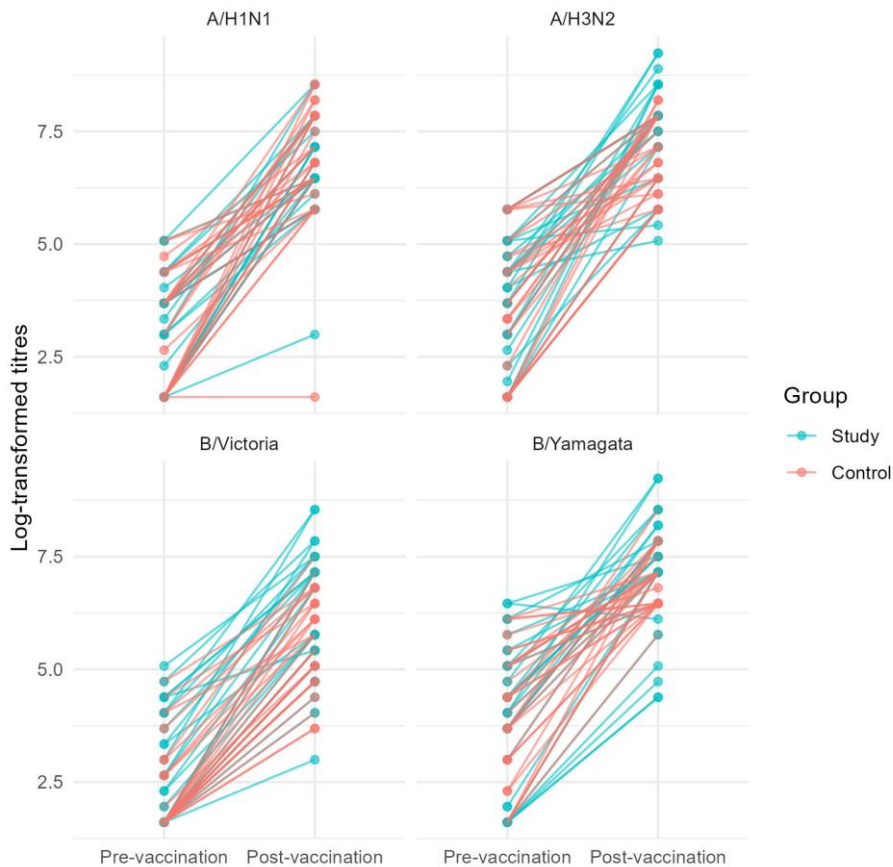 A/H1N1
A/H3N2
7.5
5.0
2.5
B/Victoria
B/Yamagata
7.5
5.0
2.5
Log-transformed titres
Pre-vaccination Post-vaccination
Pre-vaccination Post-vaccination
Group
Study
Control